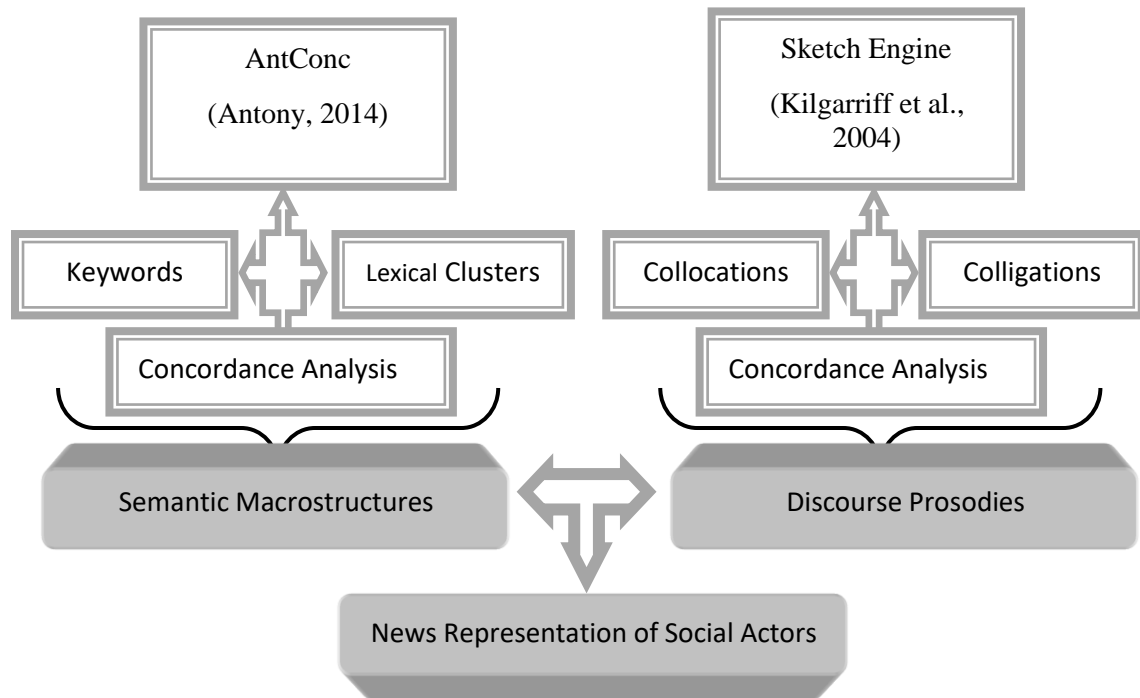 AntConc
(Antony, 2014)
Sketch Engine
(Kilgarriff et al.,
2004)
Keywords
Lexical Clusters
Collocations
Colligations
Concordance Analysis
Concordance Analysis
Semantic Macrostructures
Discourse Prosodies
News Representation of Social Actors